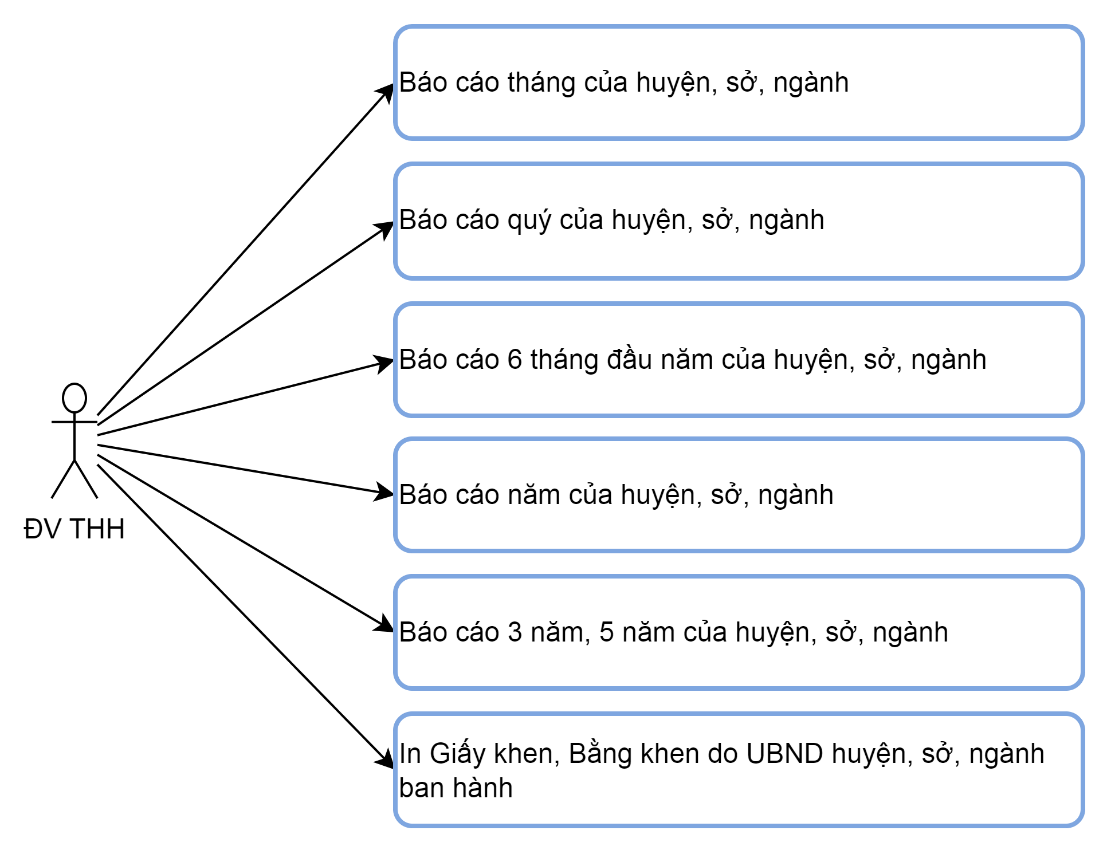 Báo cáo tháng của huyện, sở, ngành
Báo cáo quý của huyện, sở, ngành
Báo cáo 6 tháng đầu năm của huyện, sở, ngành
Báo cáo năm của huyện, sở, ngành
ĐV THH
Báo cáo 3 năm, 5 năm của huyện, sở, ngành
In Giấy khen, Bằng khen do UBND huyện, sở, ngành
ban hành